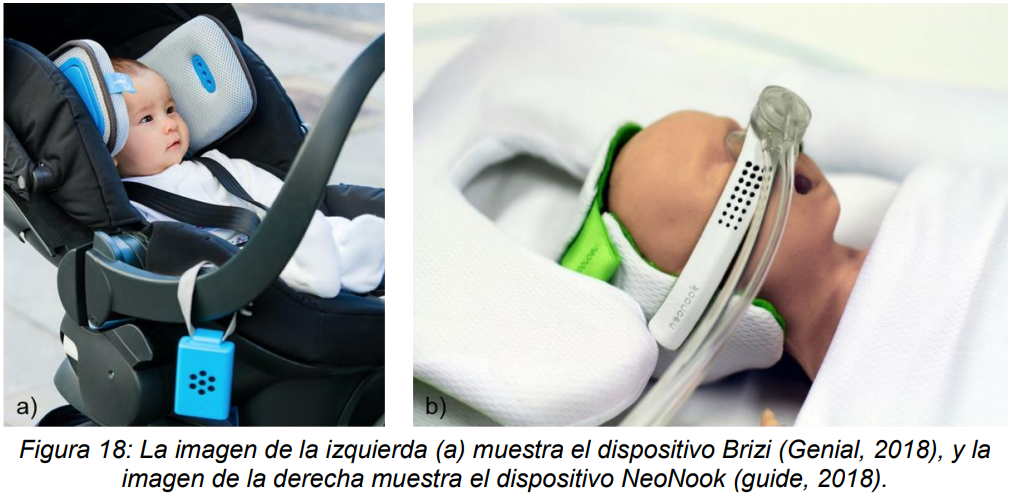 a)
neonook
b)
Figura 18: La imagen de la izquierda (a) muestra el dispositivo Brizi (Genial, 2018), y la
imagen de la derecha muestra el dispositivo NeoNook (guide, 2018).